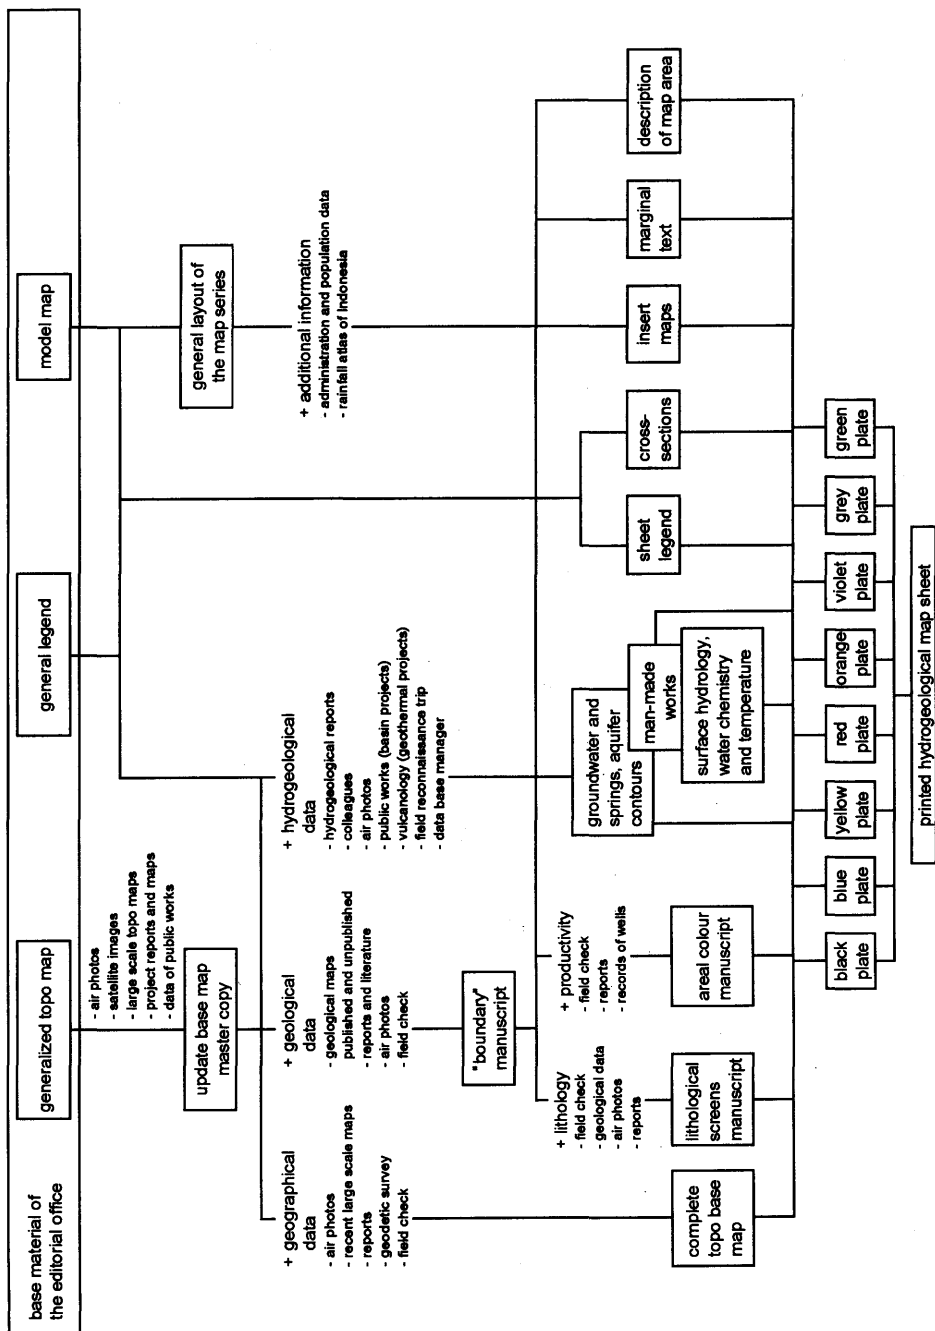 base material of
the editorial office
generalized topo map
general legend
model map
- air photos
- satellite images
- large scale topo maps
- project reports and maps
- data of public works
update base map
master copy
general layout of
the map series
+ geographical
data
- air photos
- recent large scale maps
- reports
- geodetic survey
- field check
+ geological
data
- geological maps
published and unpublished
- reports and literature
- air photos
- field check
+ hydrogeological
data
- hydrogeological reports
- colleagues
- air photos
- public works (basin projects)
- vulcanology (geothermal projects)
- field reconnaissance trip
- data base manager
+ additional information
- administration and population data
- rainfall atlas of Indonesia
"boundary"
manuscript
+ lithology
- field check
- geological data
- air photos
- reports
+ productivity
- field check
- reports
- records of wells
complete
topo base
map
lithological
screens
manuscript
areal colour
manuscript
groundwater and
springs, aquifer
contours
man-made
works
surface hydrology,
water chemistry
and temperature
sheet
legend
cross-
sections
insert
maps
marginal
text
description
of map area
black
plate
blue
plate
yellow
plate
red
plate
orange
plate
violet
plate
grey
plate
green
plate
printed hydrogeological map sheet